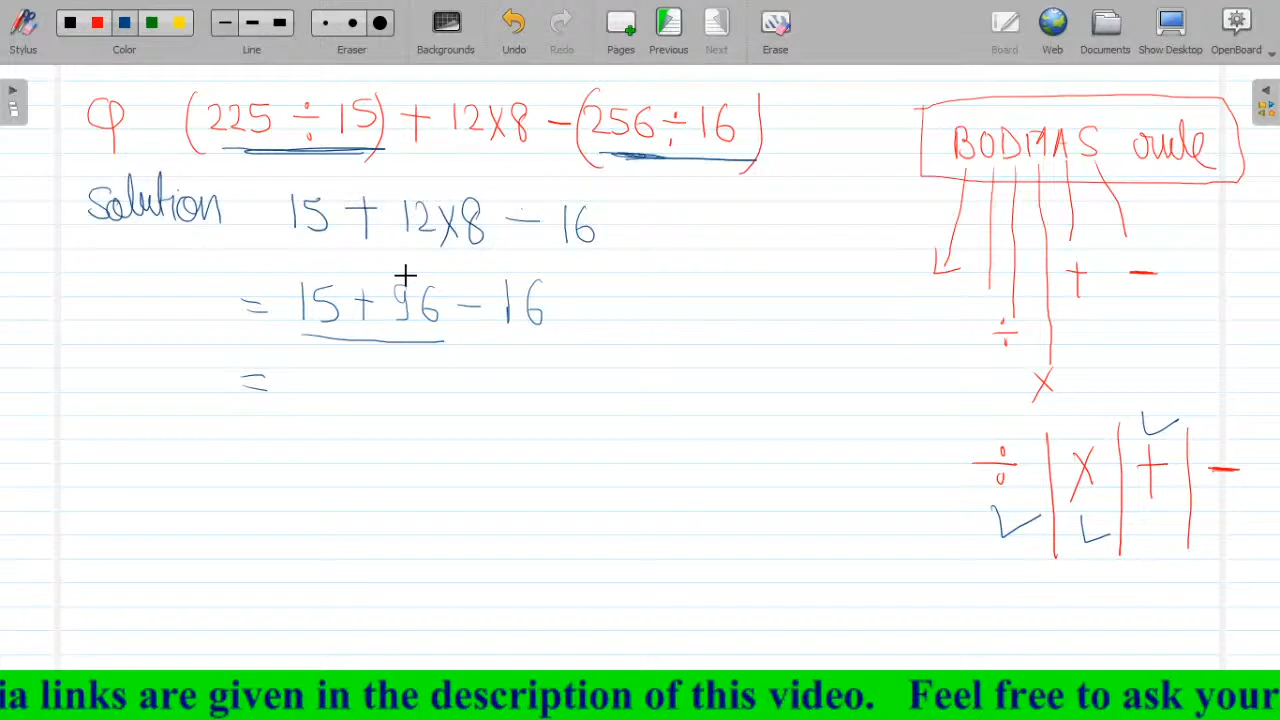 Stylus
Color
Line
Eraser
Backgrounds
Undo
Redo
Pages
Previous
Next
Erase
Board
Web
Documents
Show Desktop
OpenBoard
Q (225 ÷ 15) + 12×8 - (256 ÷ 16)
BODMAS rule
Solution 15 + 12×8 - 16
+ -
= 15 + 96 - 16
÷
=
×
÷ | × | + | -
ia links are given in the description of this video. Feel free to ask your